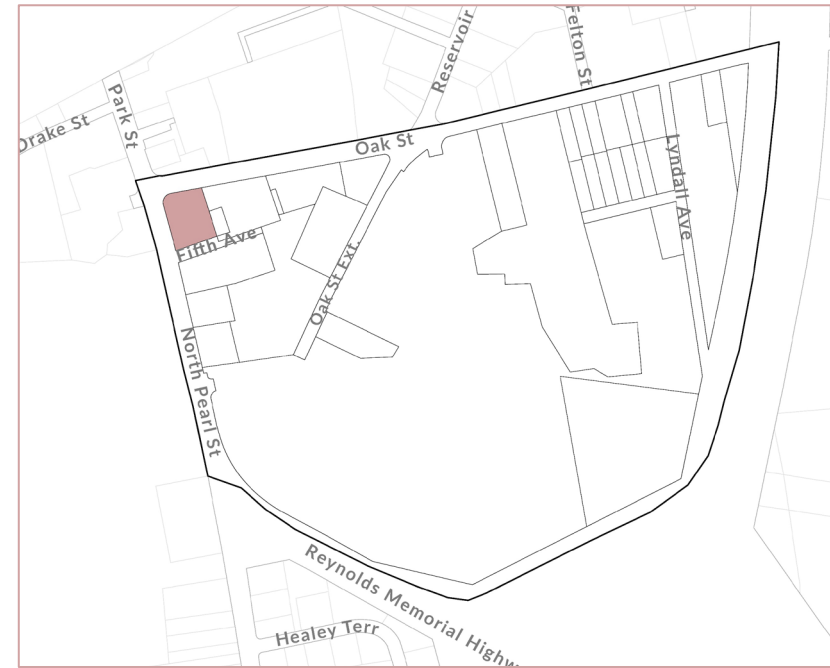 Drake St
Park St
Reservoir
Felton St
Oak St
Lyndall Ave
Fifth Ave
Oak St Ext.
North Pearl St
Reynolds Memorial Highw
Healey Terr